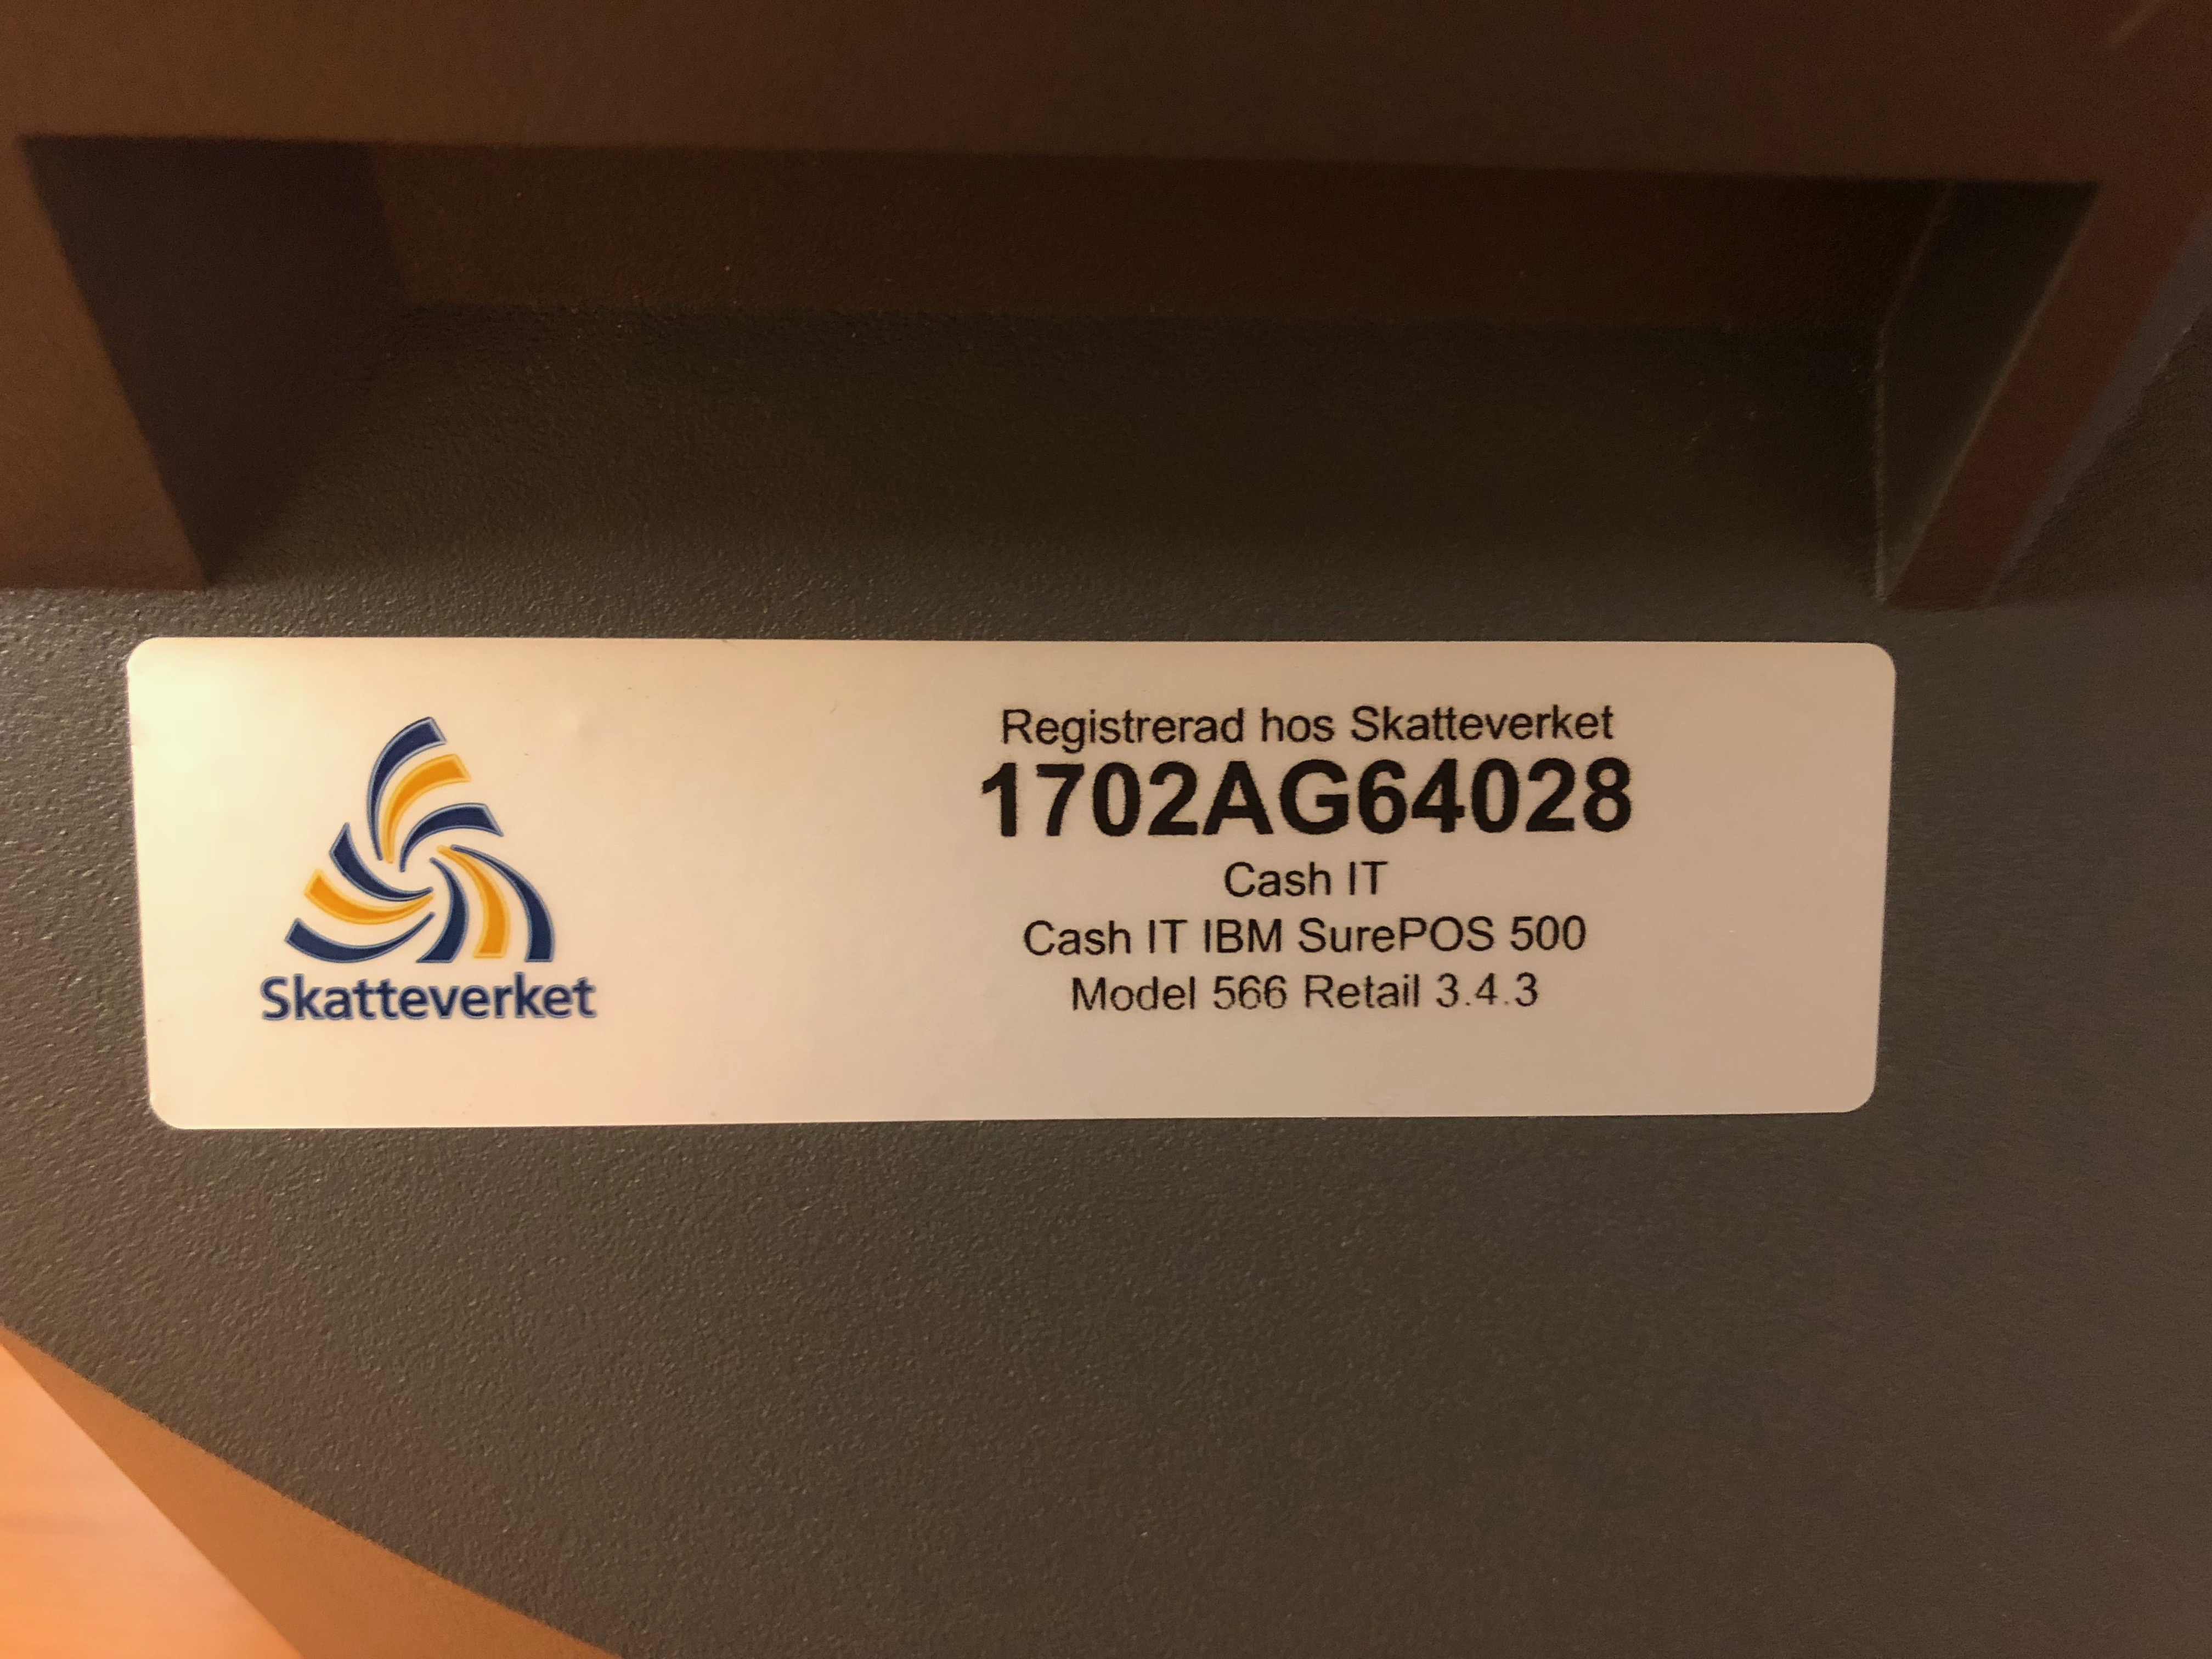 Skatteverket
Registrerad hos Skatteverket
1702AG64028
Cash IT
Cash IT IBM SurePOS 500
Model 566 Retail 3.4.3